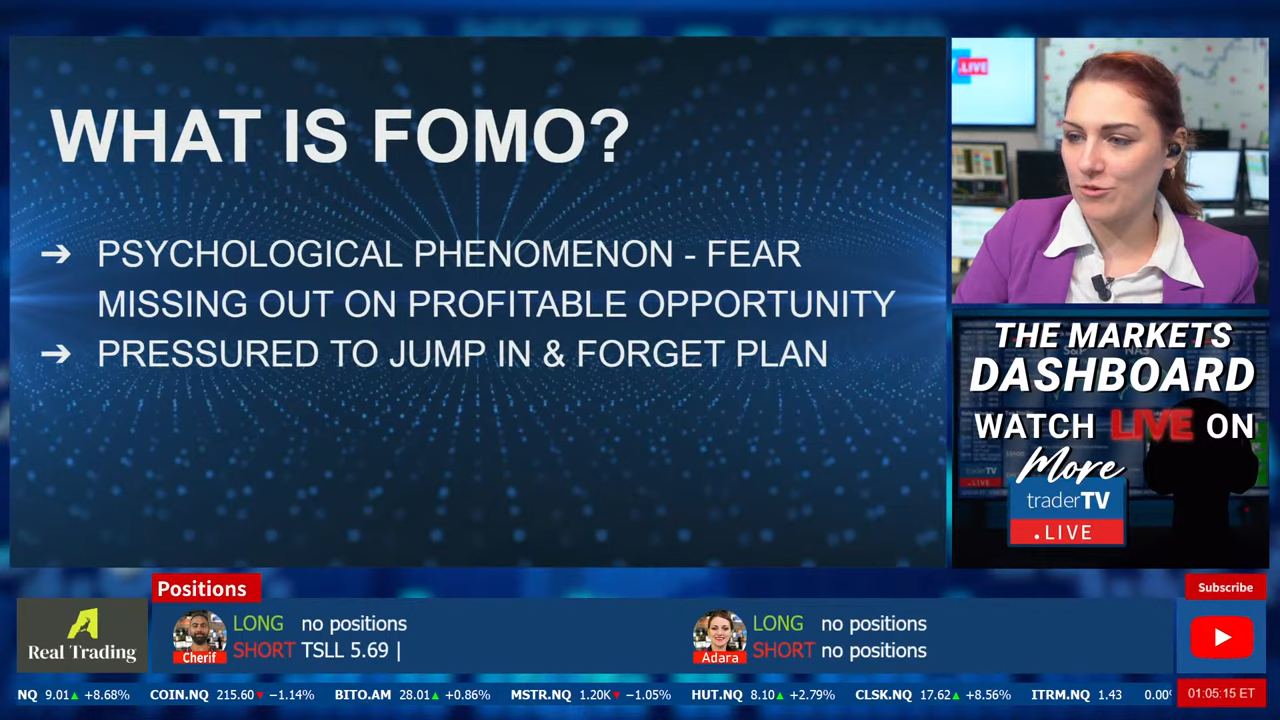 WHAT IS FOMO?
➔ PSYCHOLOGICAL PHENOMENON - FEAR
MISSING OUT ON PROFITABLE OPPORTUNITY
➔ PRESSURED TO JUMP IN & FORGET PLAN
.LIVE
THE MARKETS
DASHBOARD
WATCH LIVE ON
More
traderTV
.LIVE
Positions
Subscribe
Real Trading
Cherif
LONG no positions
SHORT TSLL 5.69 |
Adara
LONG no positions
SHORT no positions
NQ 9.01▲ +8.68% COIN.NQ 215.60▼ −1.14% BITO.AM 28.01▲ +0.86% MSTR.NQ 1.20K▼ −1.05% HUT.NQ 8.10▲ +2.79% CLSK.NQ 17.62▲ +8.56% ITRM.NQ 1.43 0.00%
01:05:15 ET